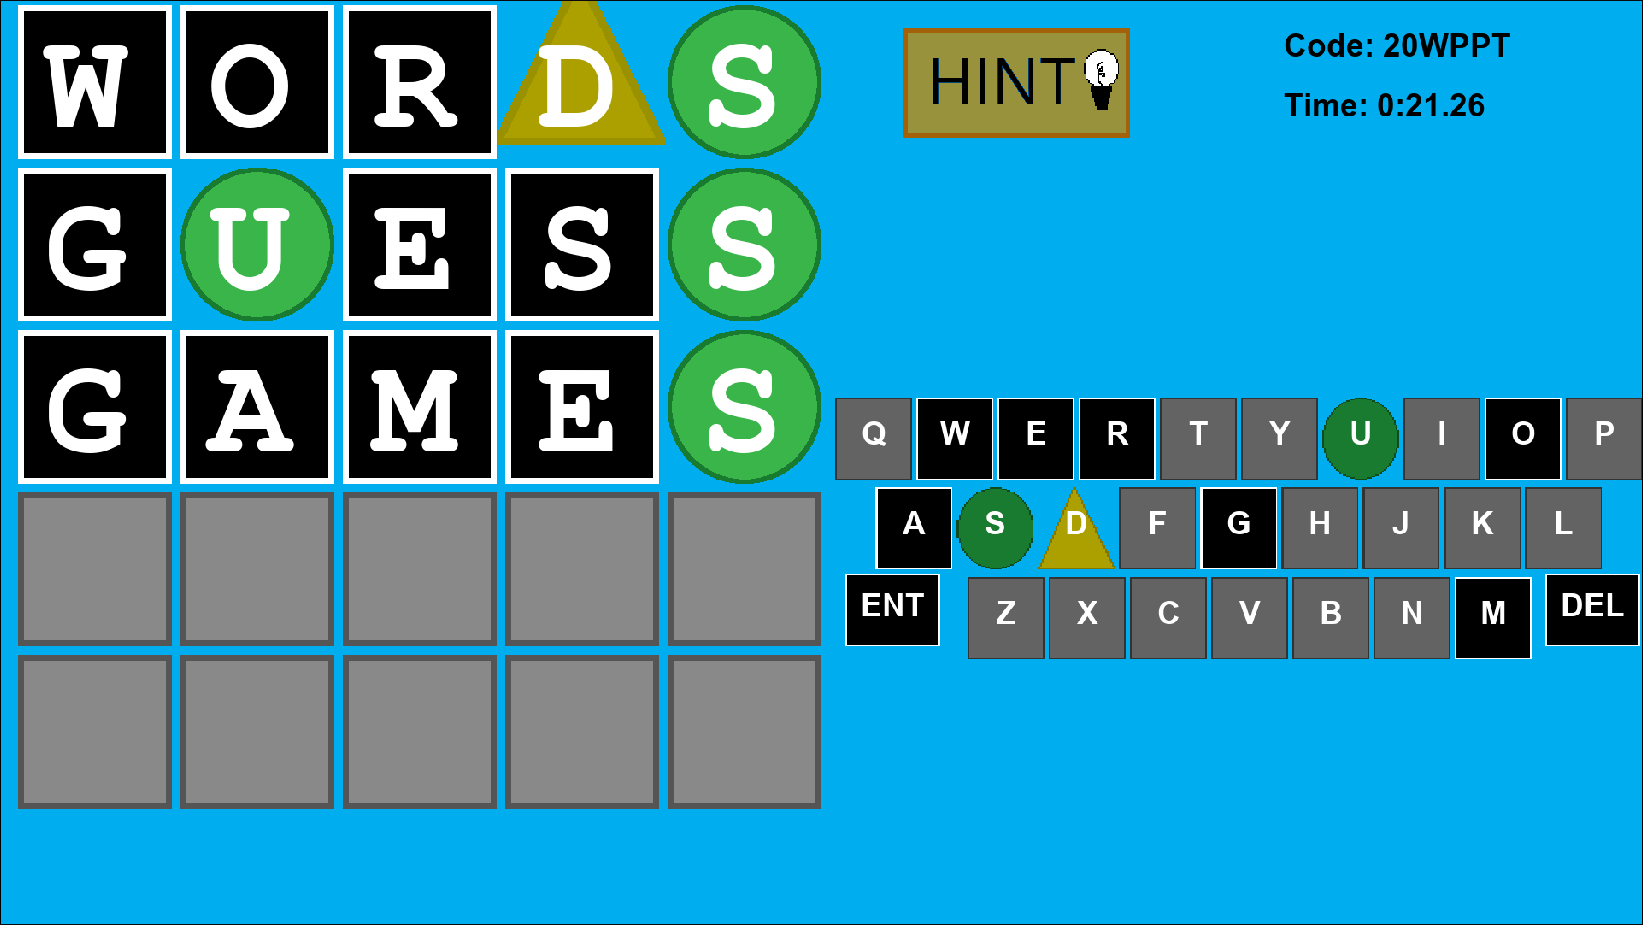 WORDS
GUESS
GAMES
HINT
Code: 20WPPT
Time: 0:21.26
Q W E R T Y U I O P
A S D F G H J K L
ENT Z X C V B N M DEL